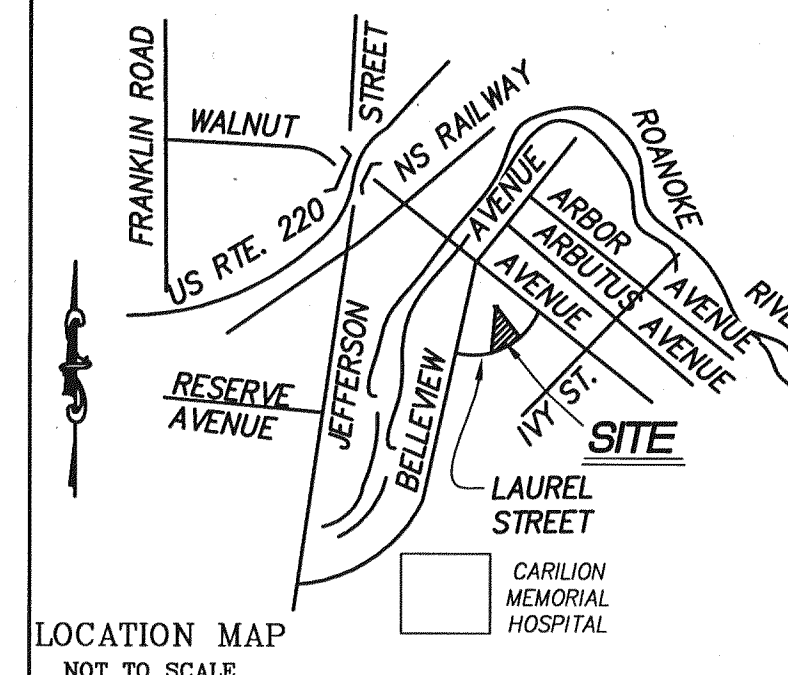 FRANKLIN ROAD
WALNUT
STREET
NS RAILWAY
US RTE. 220
ROANOKE
AVENUE
ARBOR
AVENUE
ARBUTUS
AVENUE
AVENUE
JEFFERSON
BELLEVIEW
RESERVE
AVENUE
IVY ST.
SITE
LAUREL
STREET
CARILION
MEMORIAL
HOSPITAL
LOCATION MAP
NOT TO SCALE